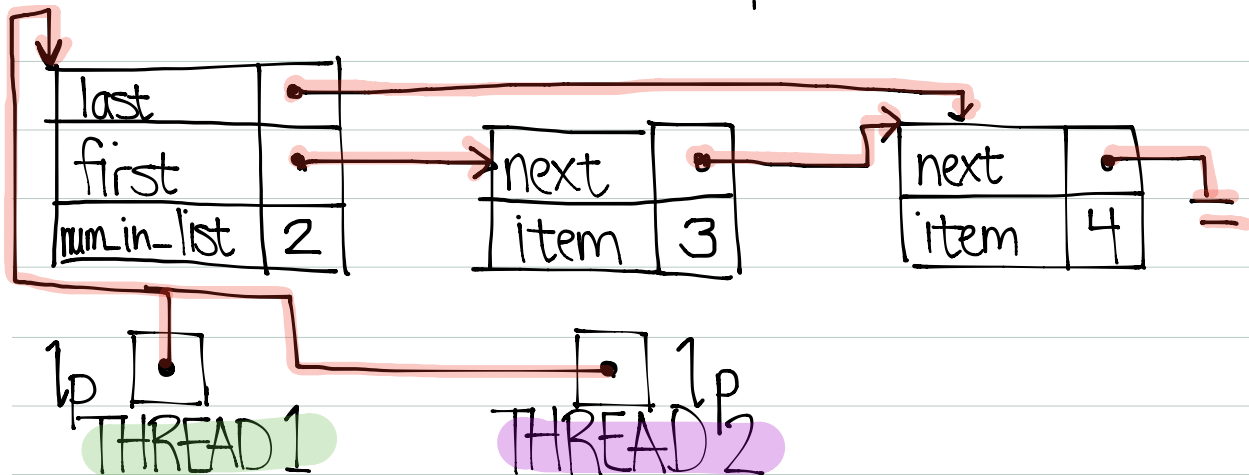 last
first next next
num_in_list 2 item 3 item 4
lp lp
THREAD 1 THREAD 2